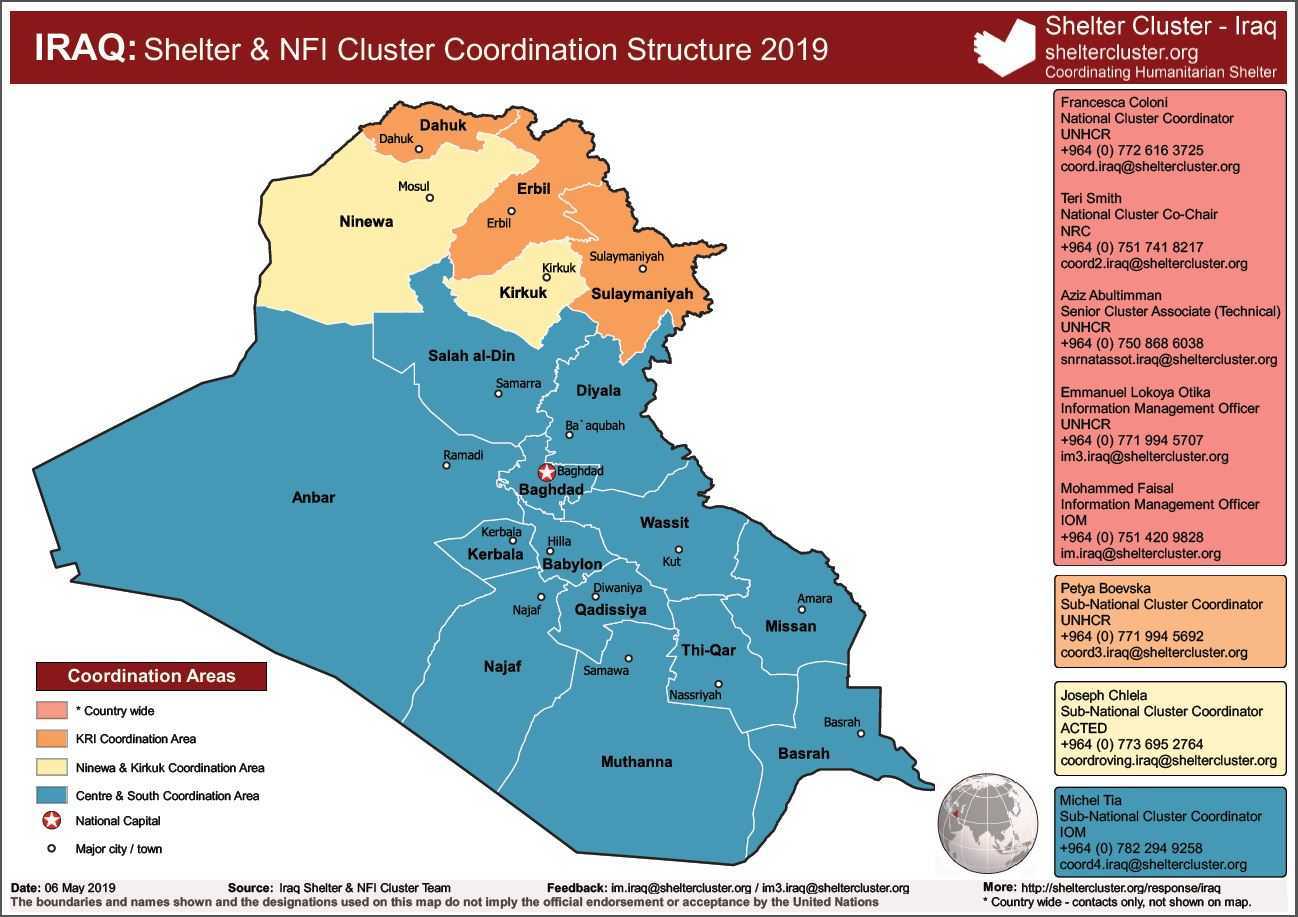 IRAQ: Shelter & NFI Cluster Coordination Structure 2019
Shelter Cluster - Iraq
sheltercluster.org
Coordinating Humanitarian Shelter
Francesca Coloni
National Cluster Coordinator
UNHCR
+964 (0) 772 616 3725
coord.iraq@sheltercluster.org
Teri Smith
National Cluster Co-Chair
NRC
+964 (0) 751 741 8217
coord2.iraq@sheltercluster.org
Aziz Abultimman
Senior Cluster Associate (Technical)
UNHCR
+964 (0) 750 868 6038
snrnatassot.iraq@sheltercluster.org
Emmanuel Lokoya Otika
Information Management Officer
UNHCR
+964 (0) 771 994 5707
im3.iraq@sheltercluster.org
Mohammed Faisal
Information Management Officer
IOM
+964 (0) 751 420 9828
im.iraq@sheltercluster.org
Petya Boevska
Sub-National Cluster Coordinator
UNHCR
+964 (0) 771 994 5692
coord3.iraq@sheltercluster.org
Joseph Chlela
Sub-National Cluster Coordinator
ACTED
+964 (0) 773 695 2764
coordroving.iraq@sheltercluster.org
Michel Tia
Sub-National Cluster Coordinator
IOM
+964 (0) 782 294 9258
coord4.iraq@sheltercluster.org
Dahuk
Dahuk
Mosul
Ninewa
Erbil
Erbil
Sulaymaniyah
Sulaymaniyah
Kirkuk
Kirkuk
Salah al-Din
Samarra
Diyala
Ba`aqubah
Ramadi
Anbar
Baghdad
Baghdad
Wassit
Kut
Kerbala
Kerbala
Hilla
Babylon
Diwaniya
Qadissiya
Najaf
Najaf
Amara
Missan
Thi-Qar
Nassriyah
Samawa
Muthanna
Basrah
Basrah
Coordination Areas
* Country wide
KRI Coordination Area
Ninewa & Kirkuk Coordination Area
Centre & South Coordination Area
National Capital
Major city / town
Date: 06 May 2019
Source: Iraq Shelter & NFI Cluster Team
Feedback: im.iraq@sheltercluster.org / im3.iraq@sheltercluster.org
More: http://sheltercluster.org/response/iraq
The boundaries and names shown and the designations used on this map do not imply the official endorsement or acceptance by the United Nations
* Country wide - contacts only, not shown on map.